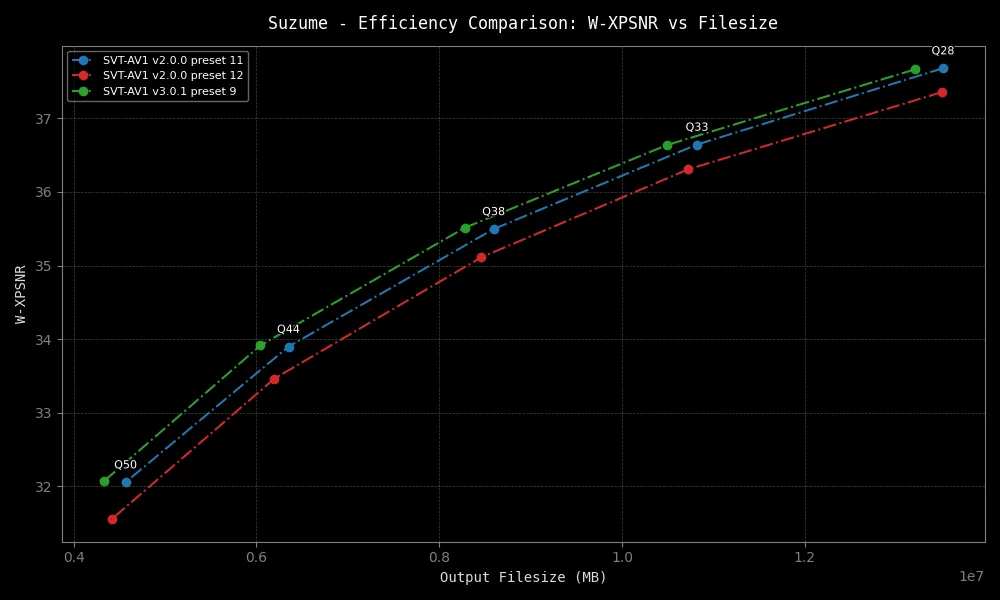 Suzume - Efficiency Comparison: W-XPSNR vs Filesize
SVT-AV1 v2.0.0 preset 11
SVT-AV1 v2.0.0 preset 12
SVT-AV1 v3.0.1 preset 9
Q28
Q33
Q38
Q44
Q50
37
36
35
34
33
32
W-XPSNR
0.4 0.6 0.8 1.0 1.2
1e7
Output Filesize (MB)